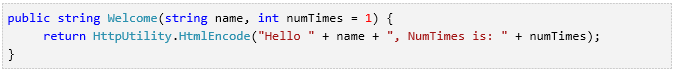 public string Welcome(string name, int numTimes = 1) {
     return HttpUtility.HtmlEncode("Hello " + name + ", NumTimes is: " + numTimes);
}